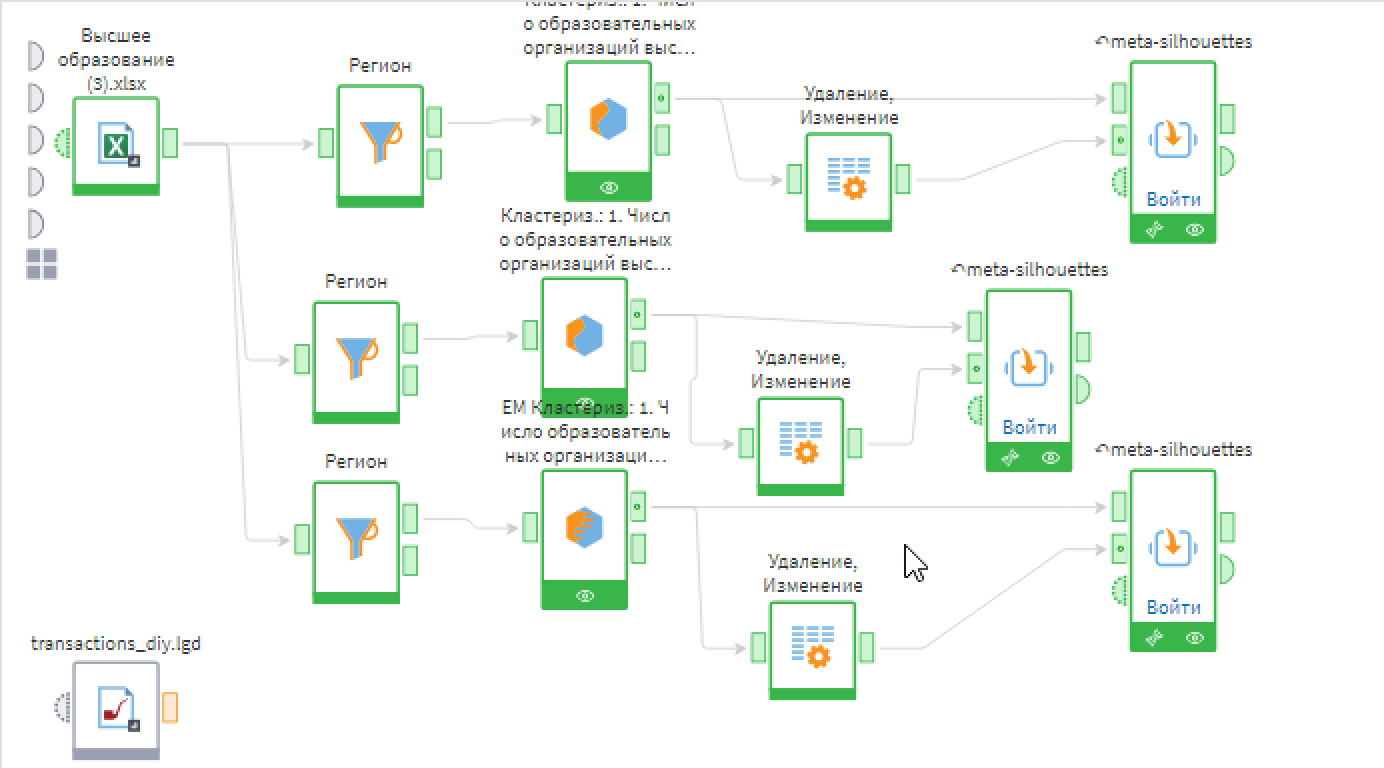 Высшее
образование
(3).xlsx
Регион
о образовательных
организаций выс...
Удаление,
Изменение
meta-silhouettes
Войти
Регион
Кластериз.: 1. Числ
о образовательных
организаций выс...
Удаление,
Изменение
meta-silhouettes
Войти
Регион
EM Кластериз.: 1. Ч
исло образователь
ных организаци...
Удаление,
Изменение
meta-silhouettes
Войти
transactions_diy.lgd